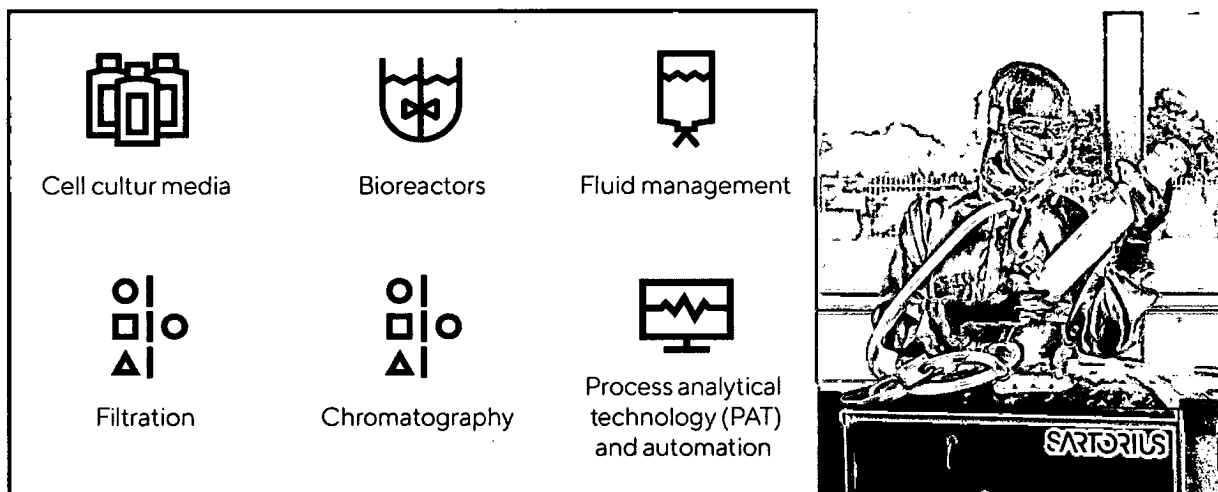 Cell cultur media
Bioreactors
Fluid management
Filtration
Chromatography
Process analytical
technology (PAT)
and automation
SARTORIUS